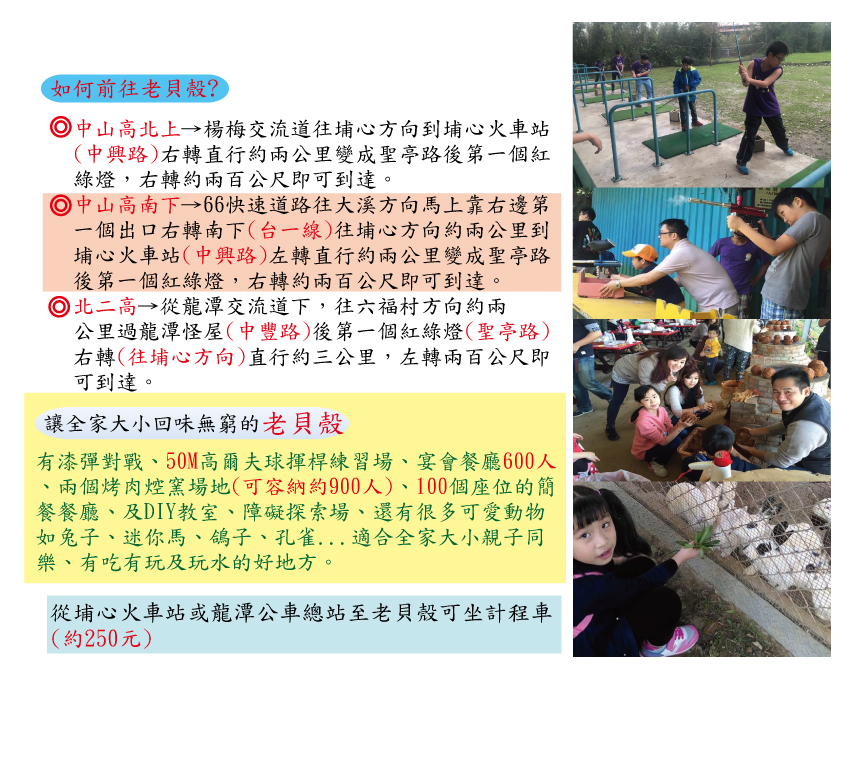 如何前往老貝殼?
◎中山高北上→楊梅交流道往埔心方向到埔心火車站
(中興路)右轉直行約兩公里變成聖亭路後第一個紅
綠燈，右轉約兩百公尺即可到達。
◎中山高南下→66快速道路往大溪方向馬上靠右邊第
一個出口右轉南下(台一線)往埔心方向約兩公里到
埔心火車站(中興路)左轉直行約兩公里變成聖亭路
後第一個紅綠燈，右轉約兩百公尺即可到達。
◎北二高→從龍潭交流道下，往六福村方向約兩
公里過龍潭怪屋(中豐路)後第一個紅綠燈(聖亭路)
右轉(往埔心方向)直行約三公里，左轉兩百公尺即
可到達。
讓全家大小回味無窮的老貝殼
有漆彈對戰、50M高爾夫球揮桿練習場、宴會餐廳600人
、兩個烤肉焢窯場地(可容納約900人)、100個座位的簡
餐餐廳、及DIY教室、障礙探索場、還有很多可愛動物
如兔子、迷你馬、鴿子、孔雀...適合全家大小親子同
樂、有吃有玩及玩水的好地方。
從埔心火車站或龍潭公車總站至老貝殼可坐計程車
(約250元)